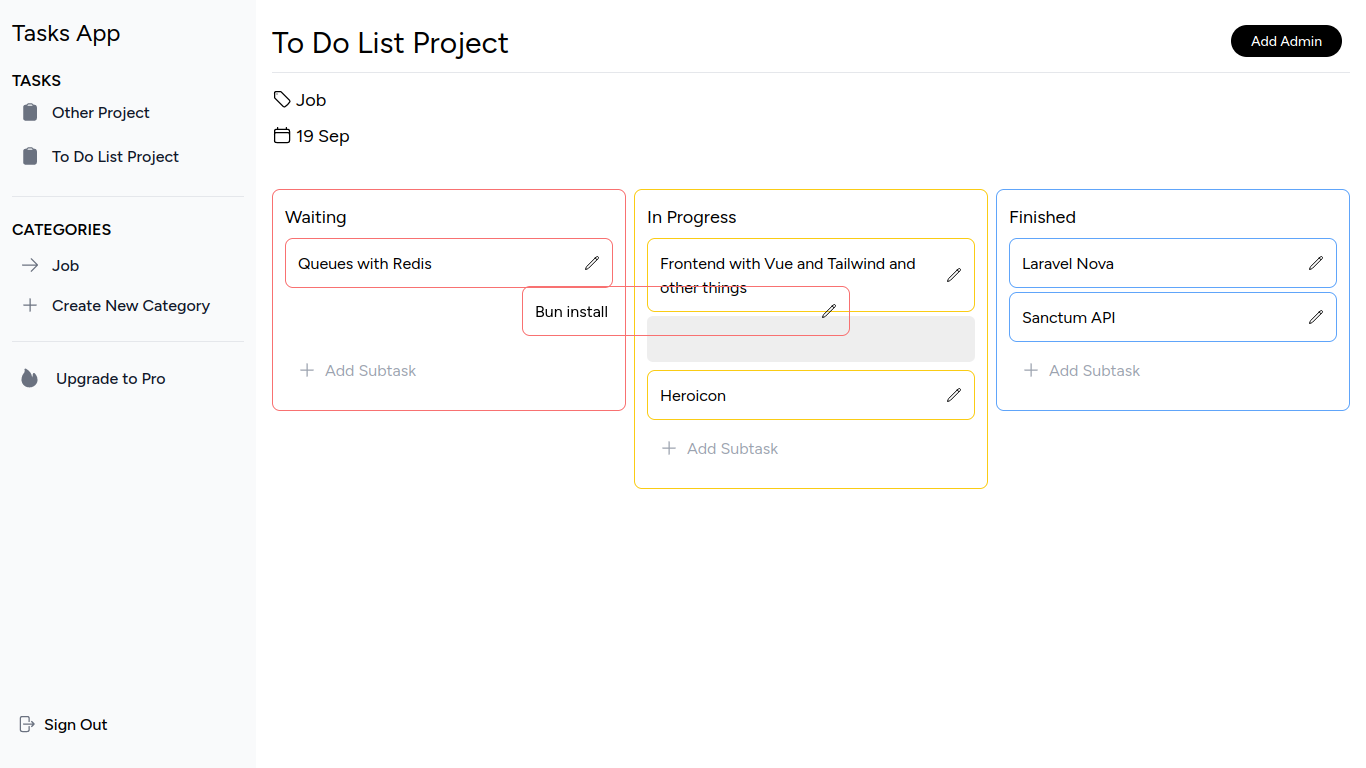 Tasks App
TASKS
Other Project
To Do List Project
CATEGORIES
Job
Create New Category
Upgrade to Pro
Sign Out
To Do List Project
Add Admin
Job
19 Sep
Waiting
Queues with Redis
Bun install
Add Subtask
In Progress
Frontend with Vue and Tailwind and
other things
Heroicon
Add Subtask
Finished
Laravel Nova
Sanctum API
Add Subtask